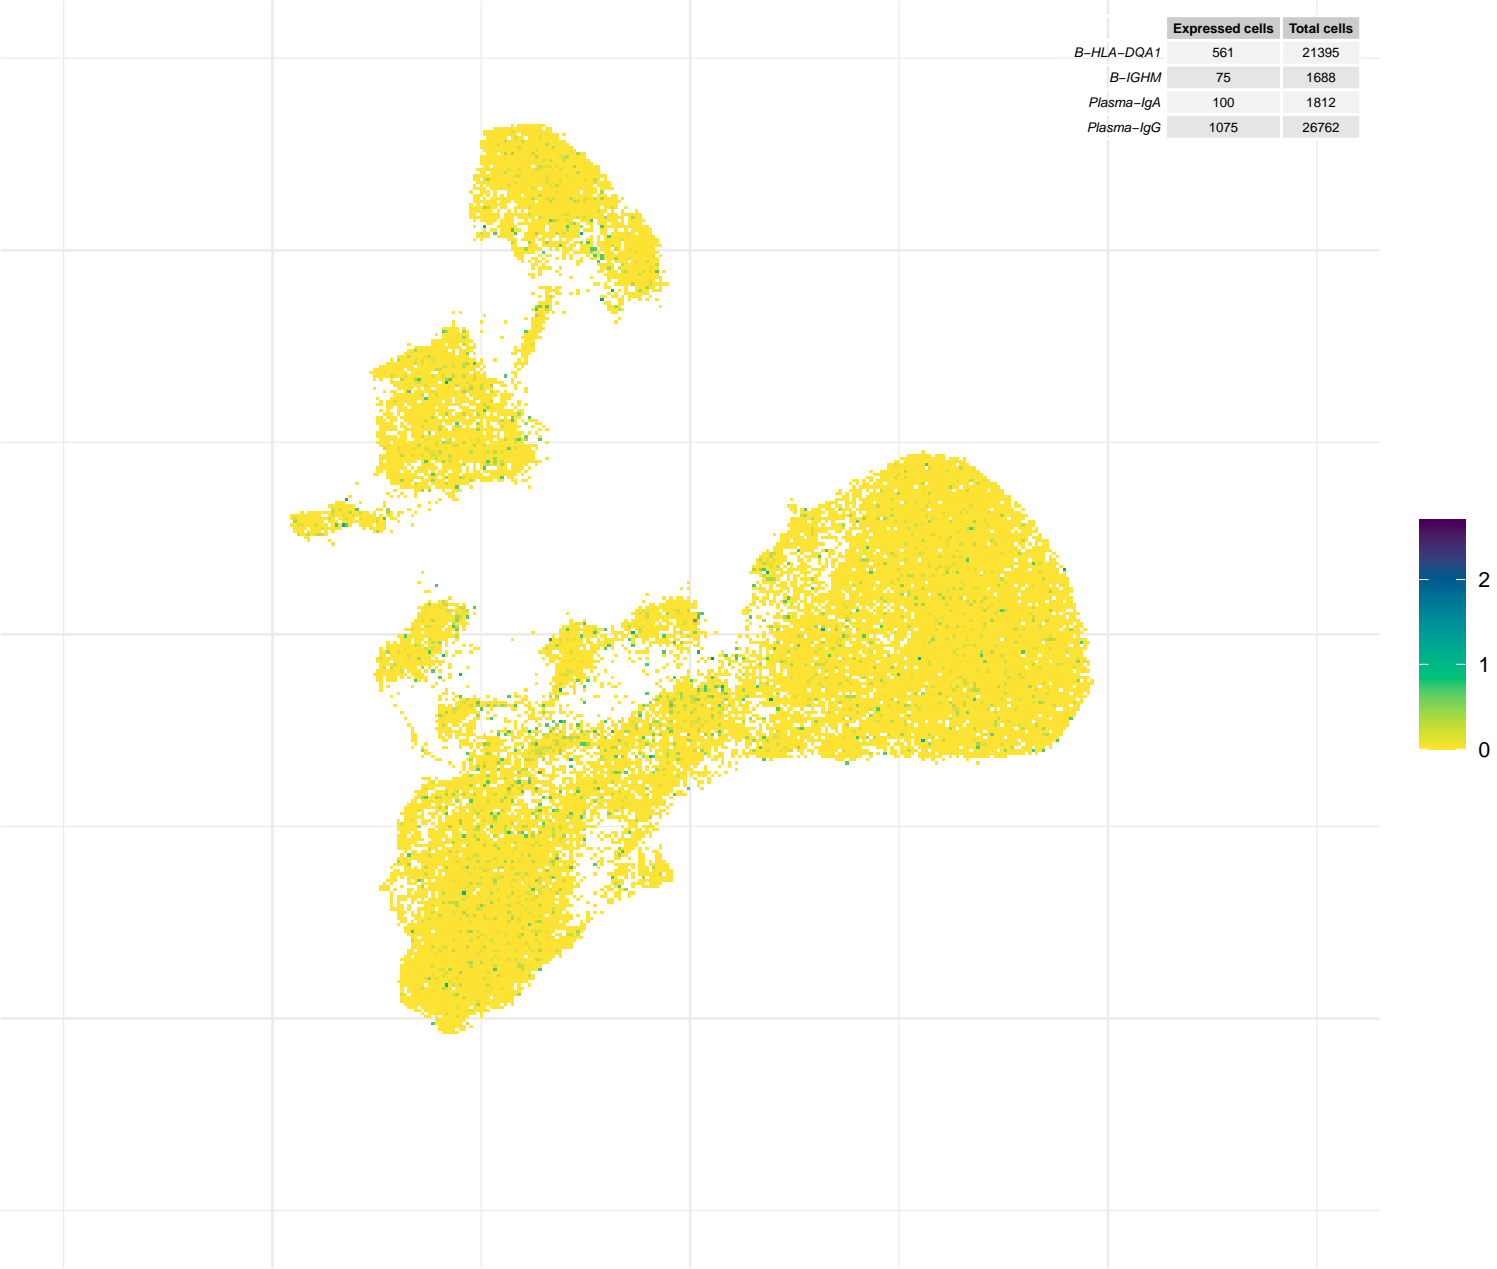 Expressed cells Total cells
B−HLA−DQA1 561 21395
B−IGHM 75 1688
Plasma−IgA 100 1812
Plasma−IgG 1075 26762
2
1
0